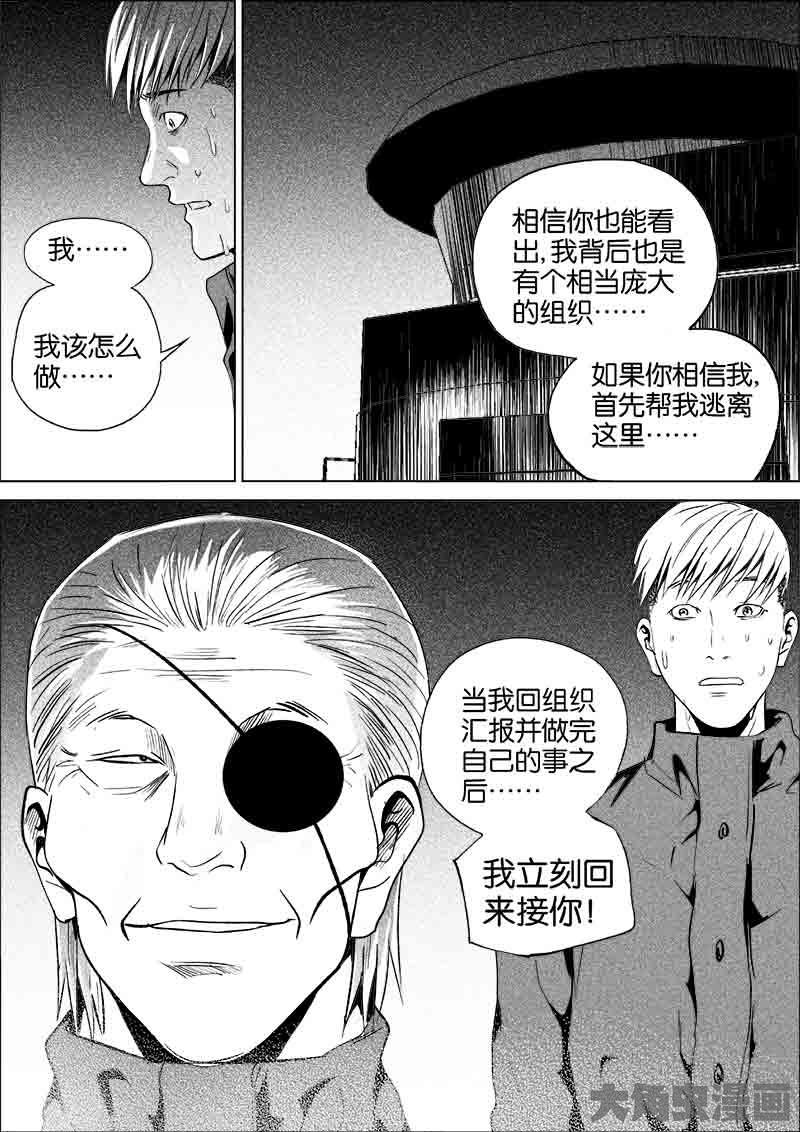 我……
我该怎么
做……
相信你也能看
出,我背后也是
有个相当庞大
的组织……
如果你相信我,
首先帮我逃离
这里……
当我回组织
汇报并做完
自己的事之
后……
我立刻回
来接你!
大角虫漫画